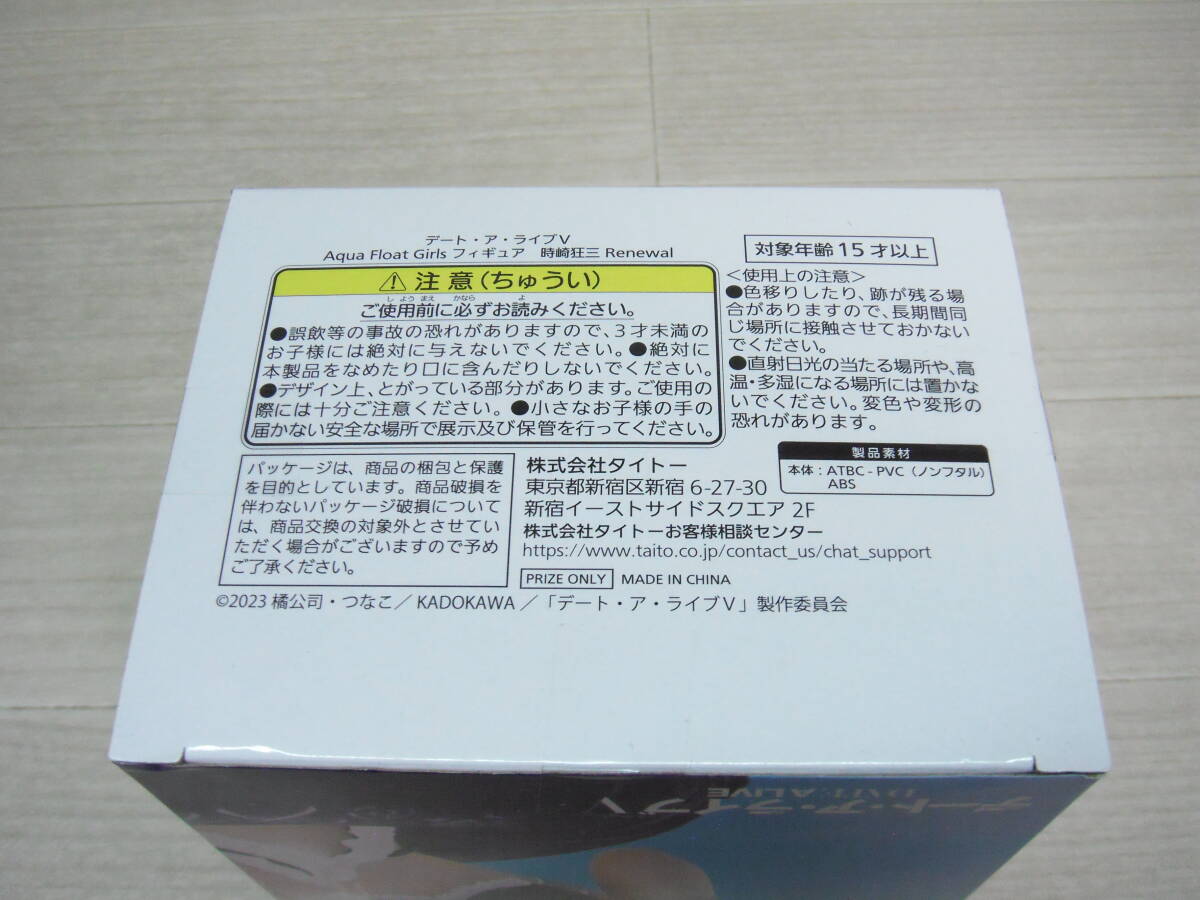 デート・ア・ライブⅤ
Aqua Float Girls フィギュア 時崎狂三 Renewal
注意(ちゅうい)
しようまえ かなら よ
ご使用前に必ずお読みください。
●誤飲等の事故の恐れがありますので、3才未満の
お子様には絶対に与えないでください。●絶対に
本製品をなめたり口に含んだりしないでください。
●デザイン上、とがっている部分があります。ご使用の
際には十分ご注意ください。●小さなお子様の手の
届かない安全な場所で展示及び保管を行ってください。
対象年齢15才以上
<使用上の注意>
●色移りしたり、跡が残る場
合がありますので、長期間同
じ場所に接触させておかない
でください。
●直射日光の当たる場所や、高
温・多湿になる場所には置かな
いでください。変色や変形の
恐れがあります。
製品素材
本体:ATBC-PVC(ノンフタル)
ABS
パッケージは、商品の梱包と保護
を目的としています。商品破損を
伴わないパッケージ破損について
は、商品交換の対象外とさせてい
ただく場合がございますので予め
ご了承ください。
株式会社タイトー
東京都新宿区新宿 6-27-30
新宿イーストサイドスクエア 2F
株式会社タイトーお客様相談センター
https://www.taito.co.jp/contact_us/chat_support
PRIZE ONLY MADE IN CHINA
©2023 橘公司・つなこ/KADOKAWA/「デート・ア・ライブⅤ」製作委員会
デート・ア・ライブⅤ
DATE A LIVE